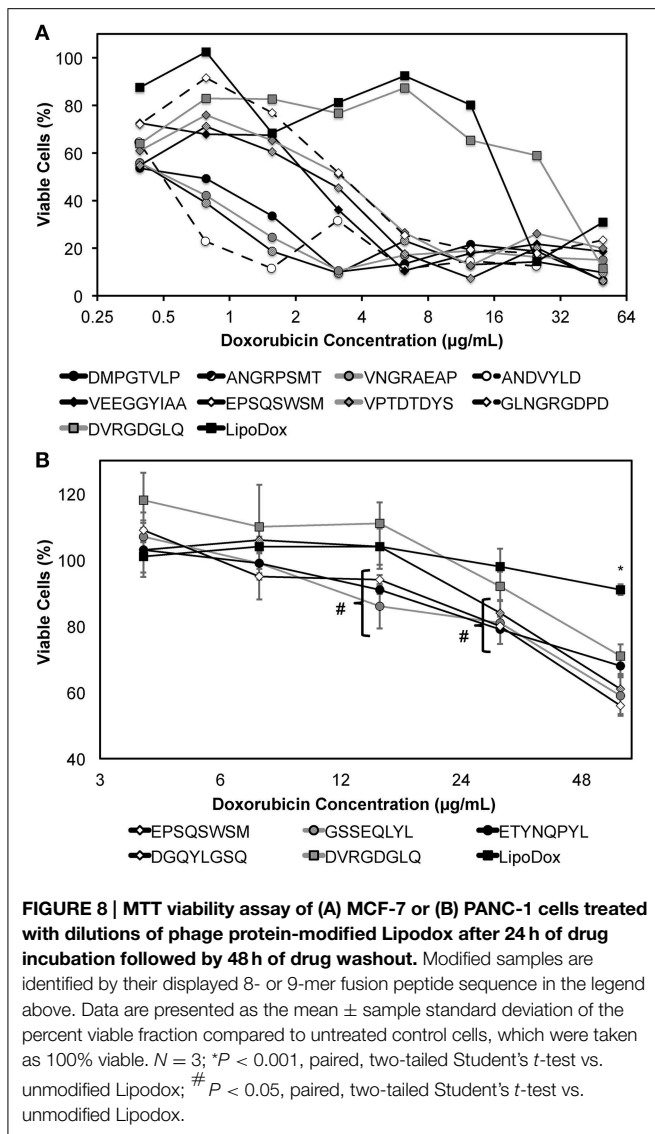 A
100
80
60
40
20
0
Viable Cells (%)
0.25 0.5 1 2 4 8 16 32 64
Doxorubicin Concentration (µg/mL)
DMPGTVLP ANGRPSMT VNGRAEAP ANDVYLD
VEEGGYIAA EPSQSWSM VPTDTDYS GLNGRGDPD
DVRGDGLQ LipoDox
B
120
100
80
60
40
Viable Cells (%)
#
#
*
3 6 12 24 48
Doxorubicin Concentration (µg/mL)
EPSQSWSM GSSEQLYL ETYNQPYL
DGQYLGSQ DVRGDGLQ LipoDox
FIGURE 8 | MTT viability assay of (A) MCF-7 or (B) PANC-1 cells treated
with dilutions of phage protein-modified Lipodox after 24 h of drug
incubation followed by 48 h of drug washout. Modified samples are
identified by their displayed 8- or 9-mer fusion peptide sequence in the legend
above. Data are presented as the mean ± sample standard deviation of the
percent viable fraction compared to untreated control cells, which were taken
as 100% viable. N = 3; *P < 0.001, paired, two-tailed Student's t-test vs.
unmodified Lipodox; # P < 0.05, paired, two-tailed Student's t-test vs.
unmodified Lipodox.